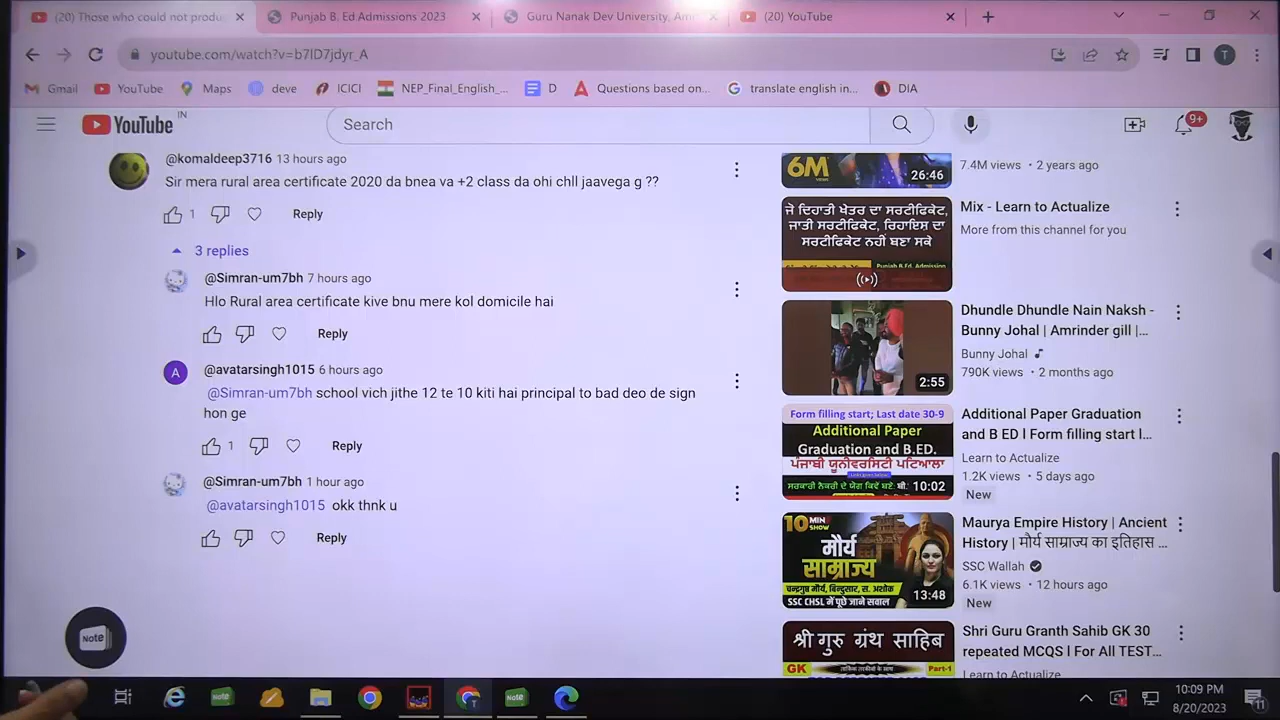 (20) Those who could not produ
Punjab B. Ed Admissions 2023
Guru Nanak Dev University, Am
(20) YouTube
youtube.com/watch?v=b7lD7jdyr_A
T
Gmail
YouTube
Maps
deve
ICICI
NEP_Final_English_...
D
Questions based on...
translate english in...
DIA
YouTube IN
Search
9+
@komaldeep3716 13 hours ago
Sir mera rural area certificate 2020 da bnea va +2 class da ohi chll jaavega g ??
1
Reply
3 replies
@Simran-um7bh 7 hours ago
Hlo Rural area certificate kive bnu mere kol domicile hai
Reply
A
@avatarsingh1015 6 hours ago
@Simran-um7bh school vich jithe 12 te 10 kiti hai principal to bad deo de sign
hon ge
1
Reply
@Simran-um7bh 1 hour ago
@avatarsingh1015 okk thnk u
Reply
6M
VIEWS
26:46
7.4M views • 2 years ago
ਜੇ ਦਿਹਾਤੀ ਖੇਤਰ ਦਾ ਸਰਟੀਫਿਕੇਟ,
ਜਾਤੀ ਸਰਟੀਫਿਕੇਟ, ਰਿਹਾਇਸ਼ ਦਾ
ਸਰਟੀਫਿਕੇਟ ਨਹੀਂ ਬਣਾ ਸਕੇ
Punjab B.Ed. Admission
Mix - Learn to Actualize
More from this channel for you
2:55
Dhundle Dhundle Nain Naksh -
Bunny Johal | Amrinder gill |...
Bunny Johal
790K views • 2 months ago
Form filling start; Last date 30-9
Additional Paper
Graduation and B.ED.
ਪੰਜਾਬੀ ਯੂਨੀਵਰਸਿਟੀ ਪਟਿਆਲਾ
ਸਰਕਾਰੀ ਨੌਕਰੀ ਦੇ ਯੋਗ ਕਿਵੇਂ ਬਣੇ
10:02
Additional Paper Graduation
and B ED l Form filling start l...
Learn to Actualize
1.2K views • 5 days ago
New
10 MIN
SHOW
मौर्य
साम्राज्य
चन्द्रगुप्त मौर्य, बिन्दुसार, स. अशोक
SSC CHSL में पूछे जाने सवाल
13:48
Maurya Empire History | Ancient
History | मौर्य साम्राज्य का इतिहास ...
SSC Wallah
6.1K views • 12 hours ago
New
श्री गुरु ग्रंथ साहिब
GK
Part-1
Shri Guru Granth Sahib GK 30
repeated MCQS l For All TEST...
Learn to Actualize
Note
Note
Note
10:09 PM
8/20/2023
11